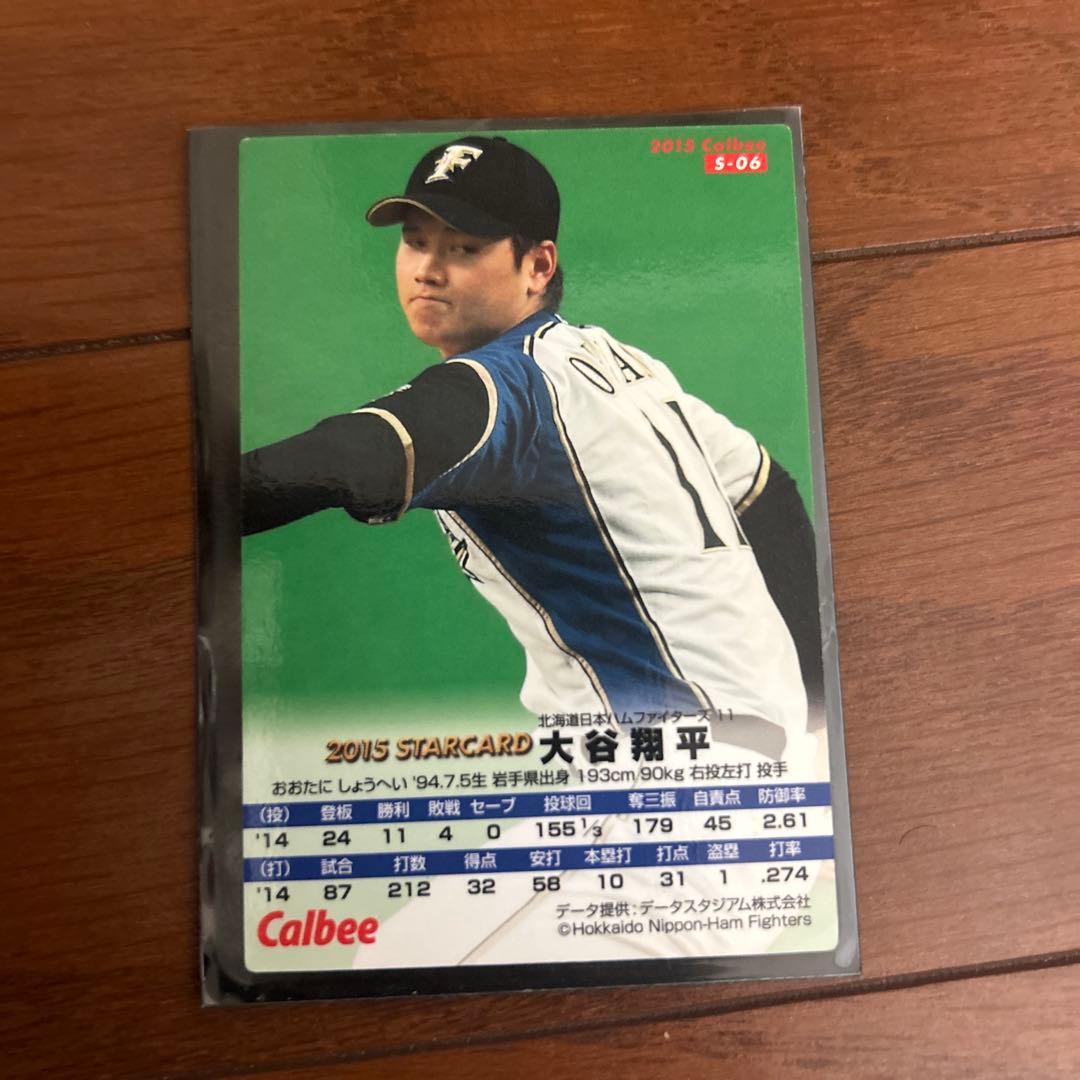 2015 Calbee
S-06
F
11
北海道日本ハムファイターズ 11
2015 STARCARD 大谷翔平
おおたに しょうへい '94.7.5生 岩手県出身 193cm 90kg 右投左打 投手
(投) 登板 勝利 敗戦 セーブ 投球回 奪三振 自責点 防御率
'14 24 11 4 0 155 1/3 179 45 2.61
(打) 試合 打数 得点 安打 本塁打 打点 盗塁 打率
'14 87 212 32 58 10 31 1 .274
データ提供:データスタジアム株式会社
Calbee ©Hokkaido Nippon-Ham Fighters